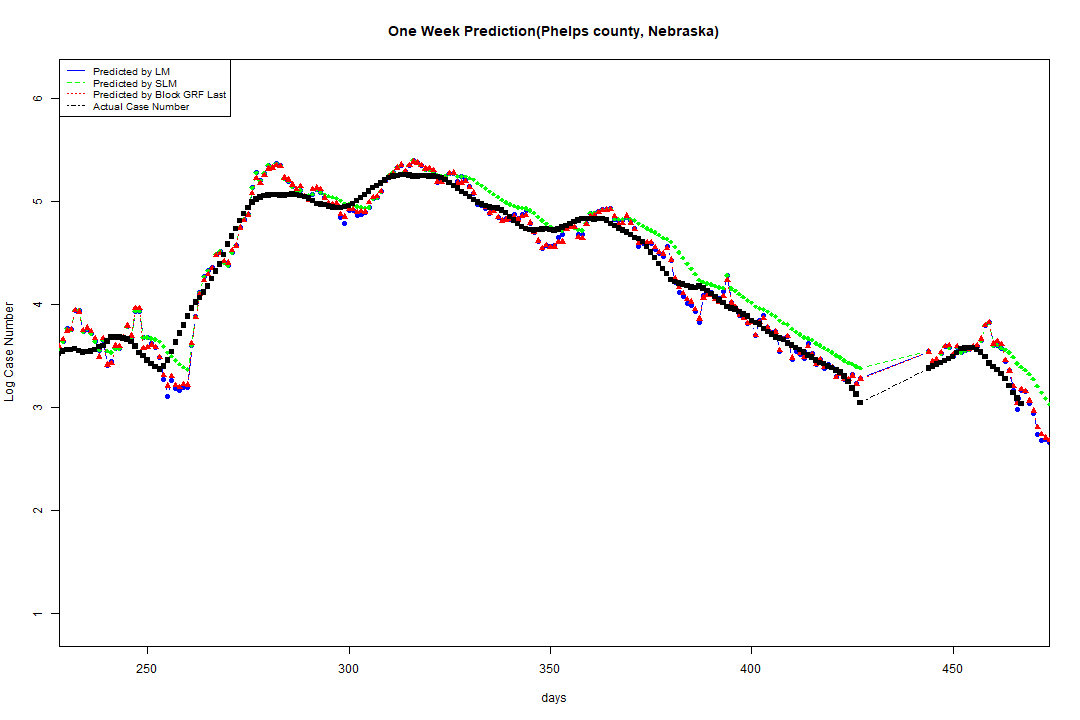 One Week Prediction(Phelps county, Nebraska)
Predicted by LM
Predicted by SLM
Predicted by Block GRF Last
Actual Case Number
6
5
4
3
2
1
Log Case Number
250 300 350 400 450
days